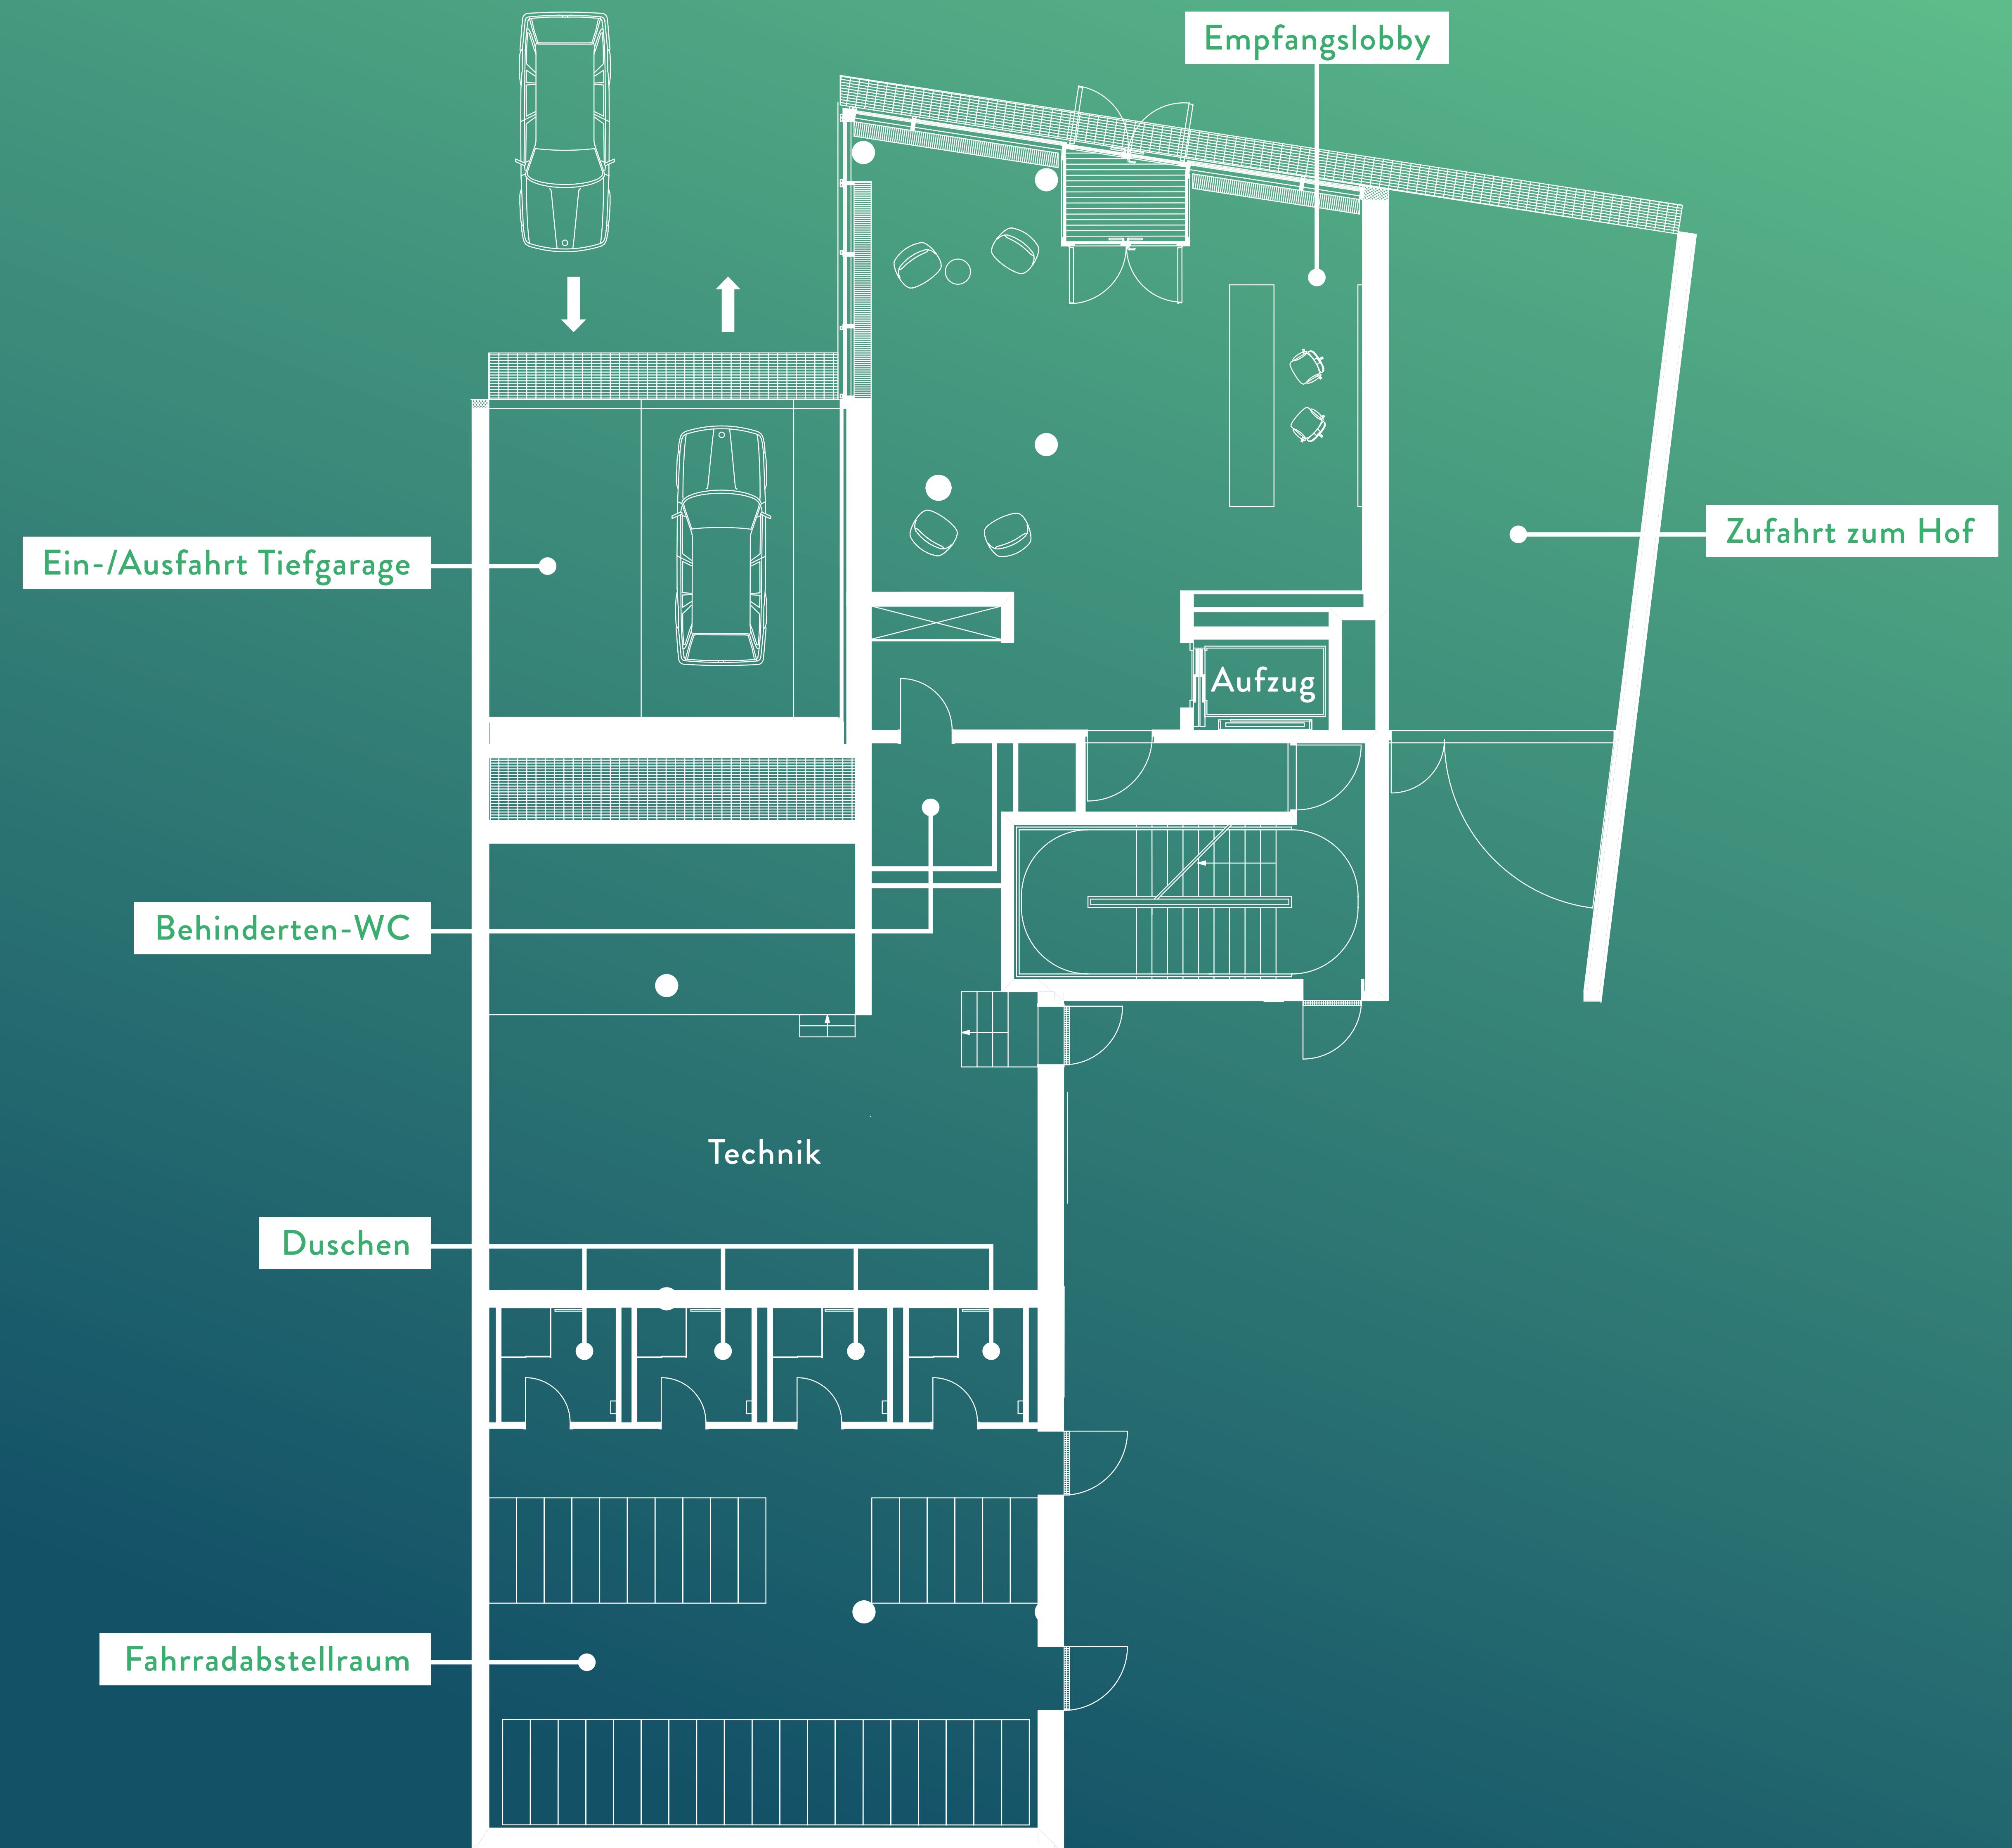 Empfangslobby
Zufahrt zum Hof
Ein-/Ausfahrt Tiefgarage
Aufzug
Behinderten-WC
Technik
Duschen
Fahrradabstellraum